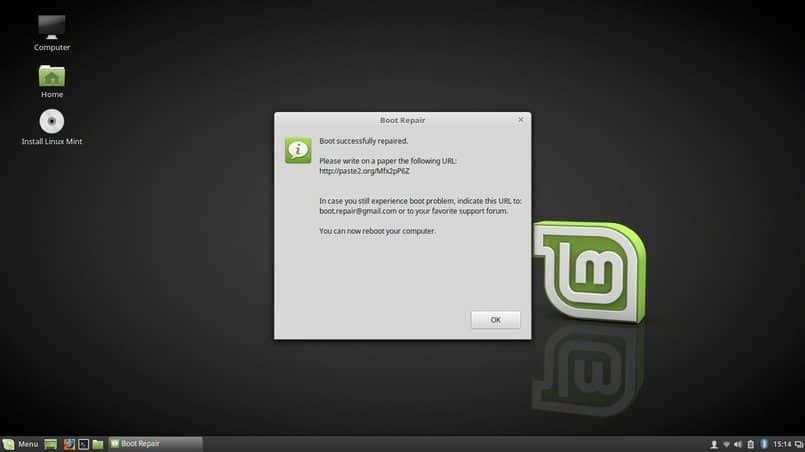 Computer
Home
Install Linux Mint
Boot Repair
Boot successfully repaired.
Please write on a paper the following URL:
http://paste2.org/Mfx2pP6Z
In case you still experience boot problem, indicate this URL to:
boot.repair@gmail.com or to your favorite support forum.
You can now reboot your computer.
OK
Menu
Boot Repair
15:14